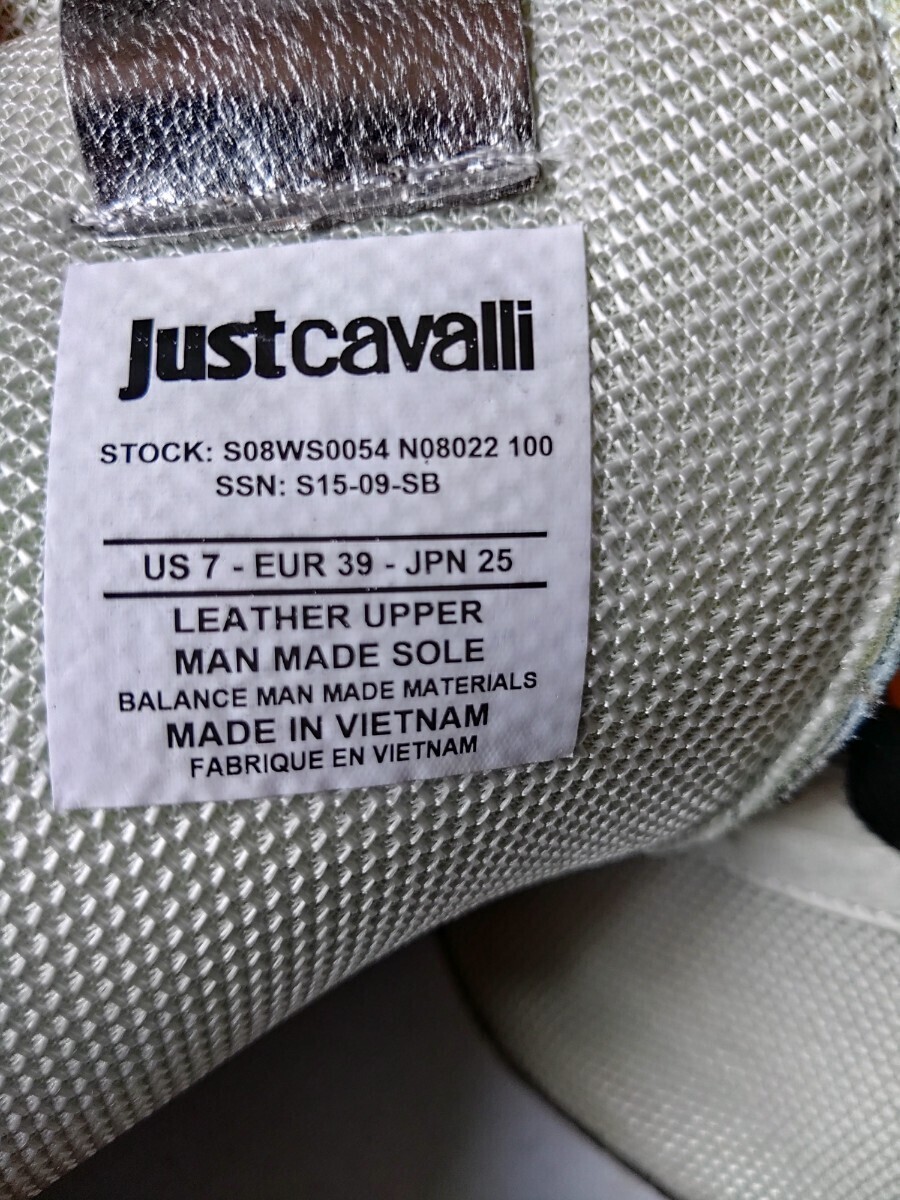 Justcavalli
STOCK: S08WS0054 N08022 100
SSN: S15-09-SB
US 7 - EUR 39 - JPN 25
LEATHER UPPER
MAN MADE SOLE
BALANCE MAN MADE MATERIALS
MADE IN VIETNAM
FABRIQUE EN VIETNAM